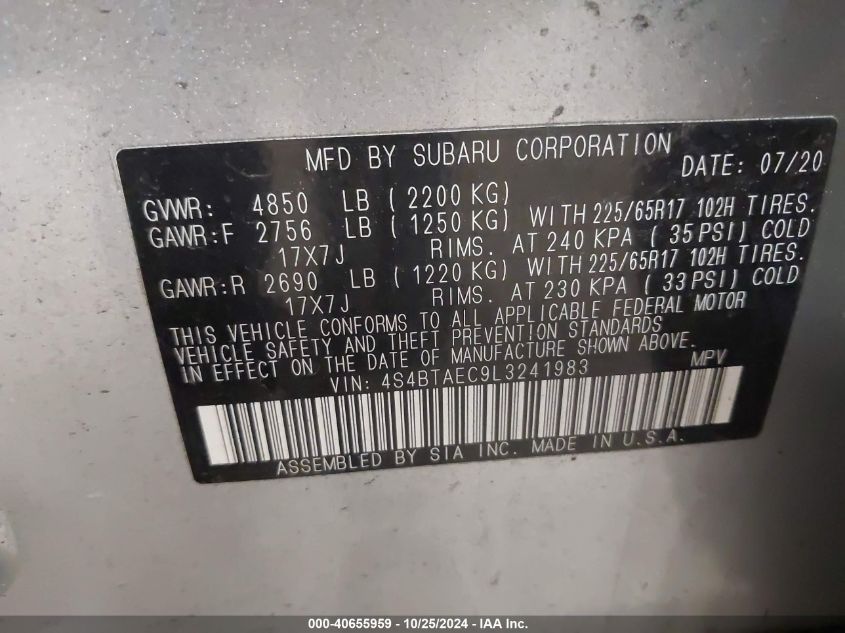 MFD BY SUBARU CORPORATION DATE: 07/20
GVWR: 4850 LB ( 2200 KG)
GAWR:F 2756 LB ( 1250 KG) WITH 225/65R17 102H TIRES.
17X7J RIMS. AT 240 KPA ( 35 PSI) COLD
GAWR:R 2690 LB ( 1220 KG) WITH 225/65R17 102H TIRES.
17X7J RIMS. AT 230 KPA ( 33 PSI) COLD
THIS VEHICLE CONFORMS TO ALL APPLICABLE FEDERAL MOTOR
VEHICLE SAFETY AND THEFT PREVENTION STANDARDS
IN EFFECT ON THE DATE OF MANUFACTURE SHOWN ABOVE.
VIN: 4S4BTAEC9L3241983 MPV
ASSEMBLED BY SIA INC. MADE IN U.S.A.
000-40655959 - 10/25/2024 - IAA Inc.